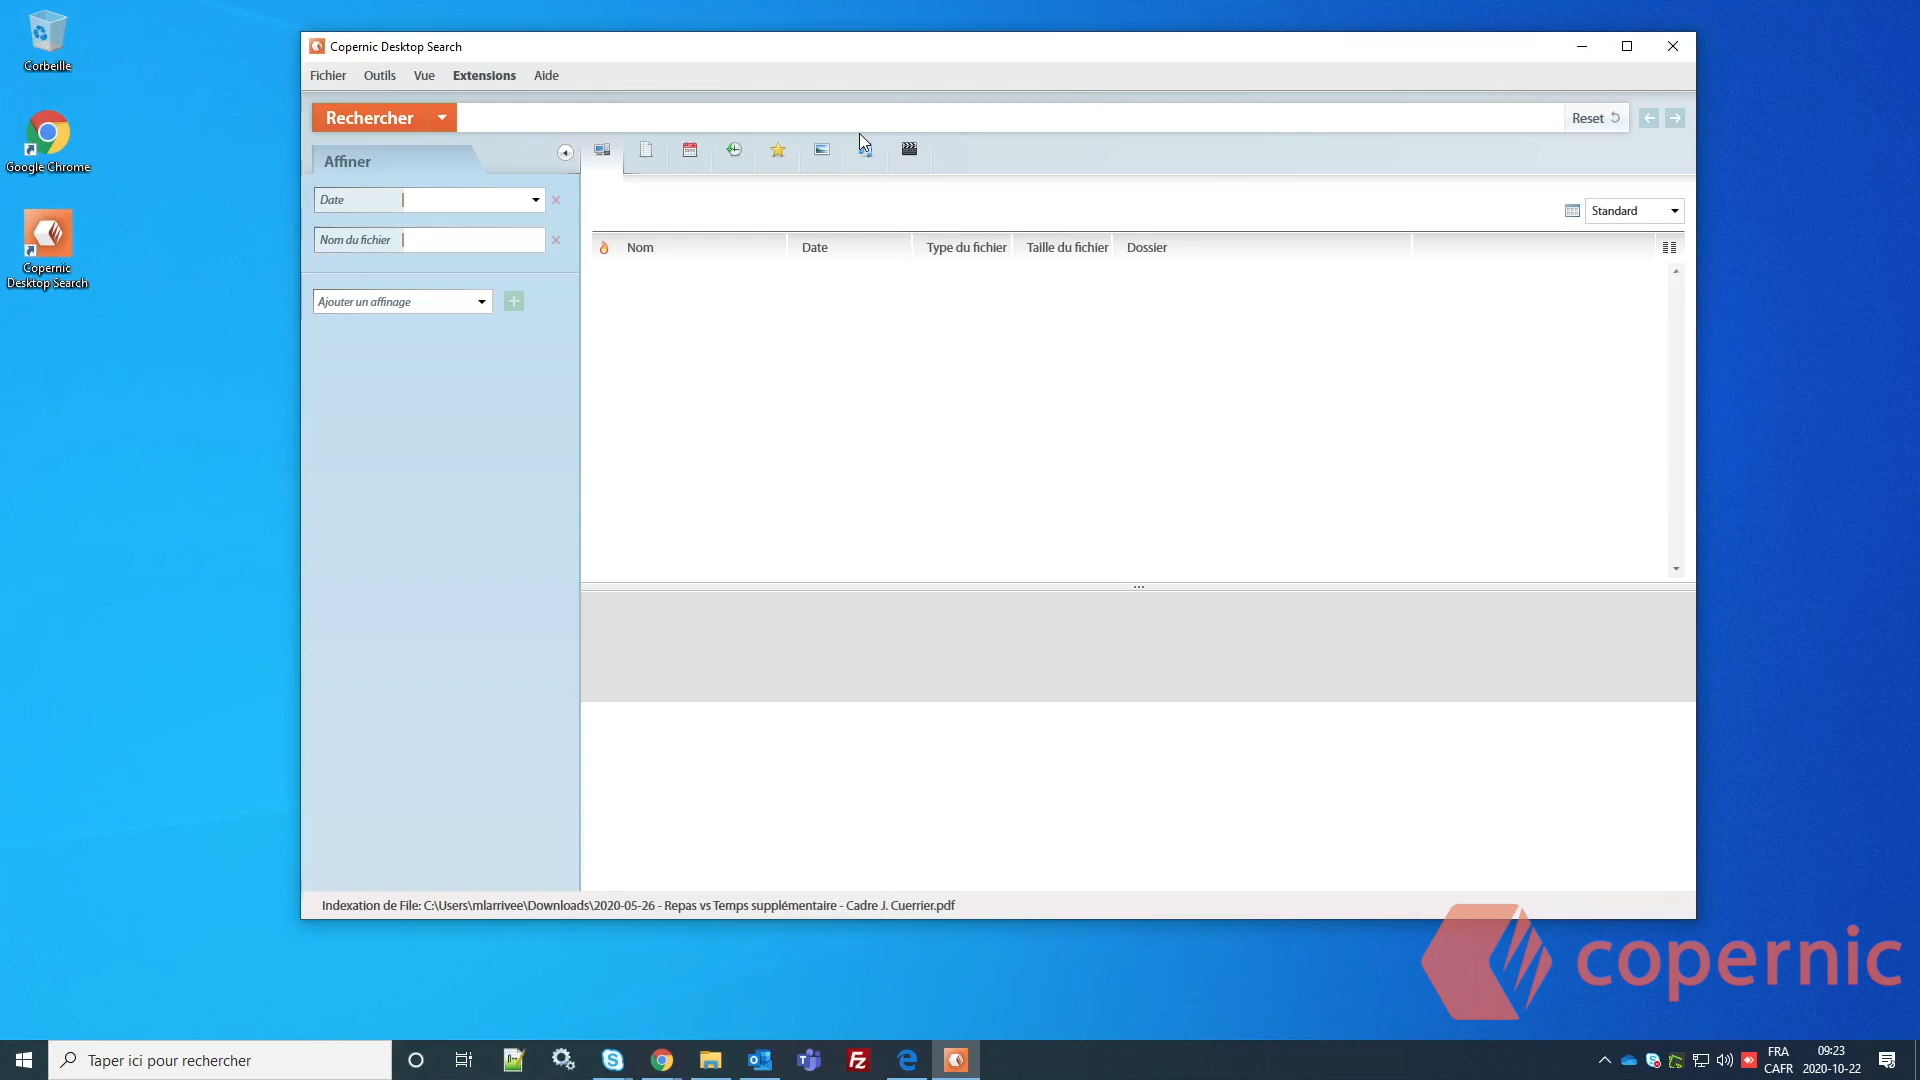 Corbeille
Google Chrome
Copernic
Desktop Search
Copernic Desktop Search
Fichier Outils Vue Extensions Aide
Rechercher Reset
Affiner
Date
Nom du fichier
Ajouter un affinage
Standard
Nom Date Type du fichier Taille du fichier Dossier
Indexation de File: C:\Users\mlarrivee\Downloads\2020-05-26 - Repas vs Temps supplémentaire - Cadre J. Cuerrier.pdf
copernic
Taper ici pour rechercher
FRA
CAFR
09:23
2020-10-22